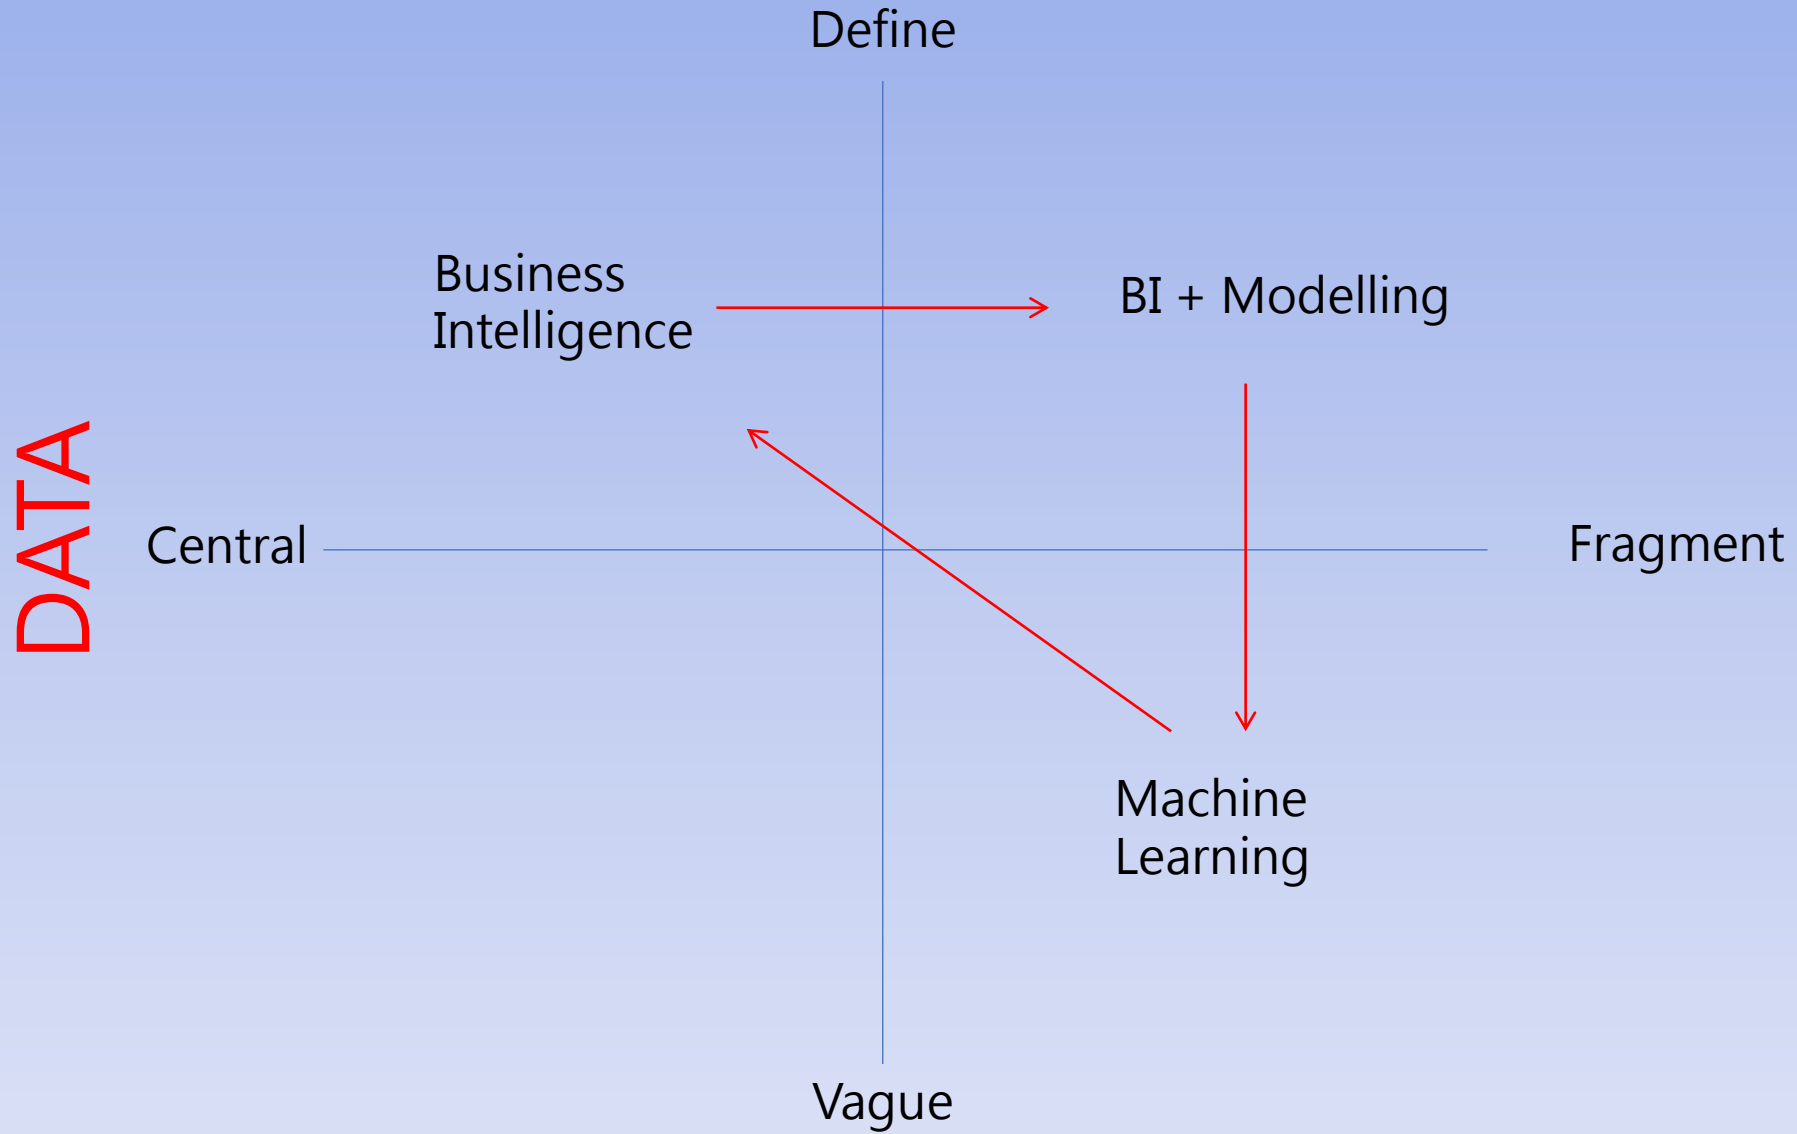 Define
Business
Intelligence
BI + Modelling
DATA
Central
Fragment
Machine
Learning
Vague